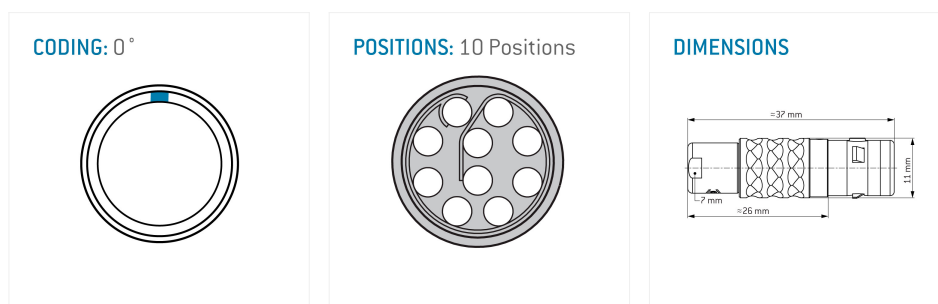 CODING: 0°
POSITIONS: 10 Positions
DIMENSIONS
≈37 mm
11 mm
7 mm
≈26 mm